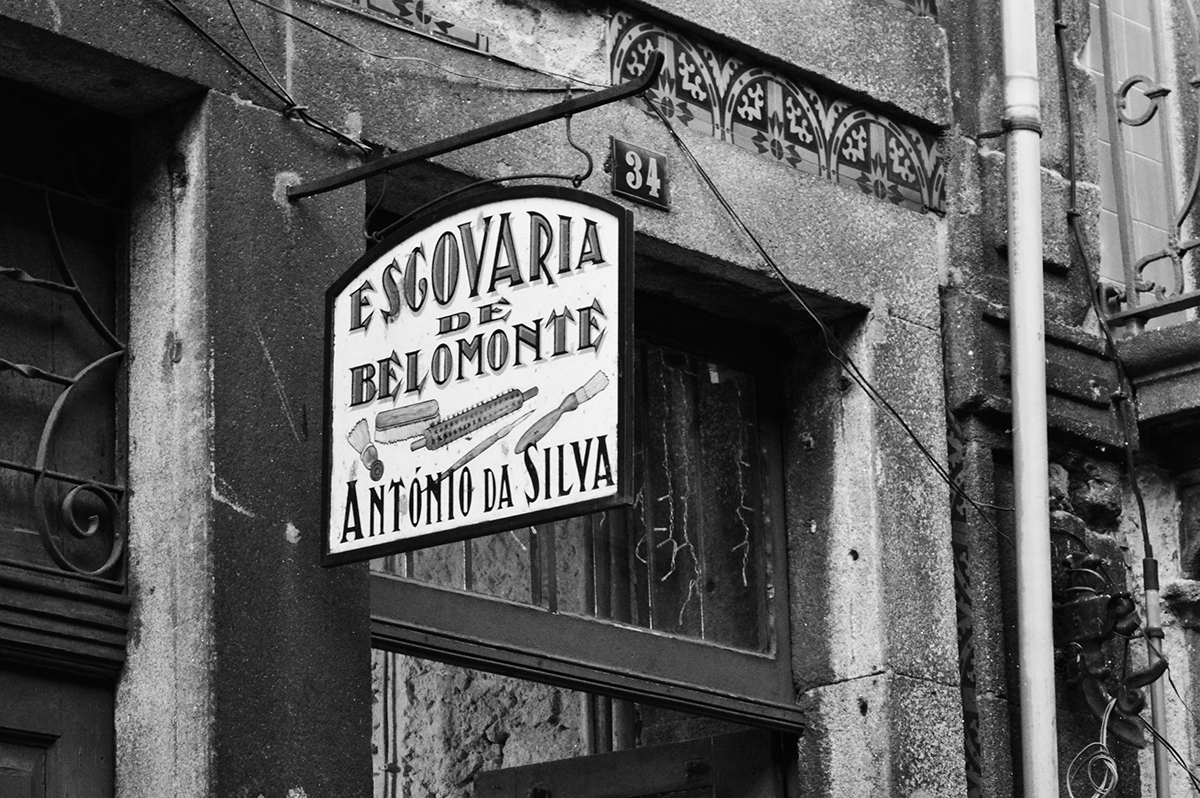 34
ESCOVARIA
DE
BELOMONTE
ANTÓNIO DA SILVA